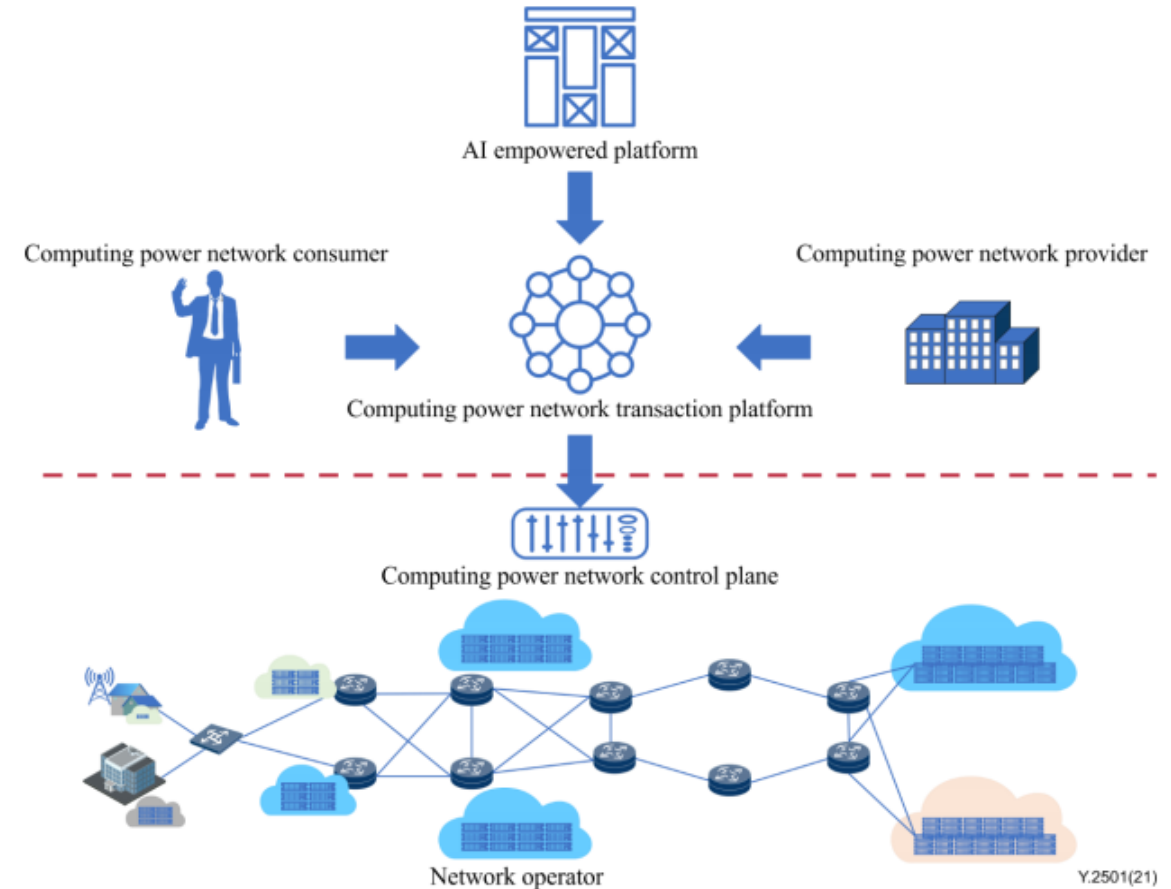 AI empowered platform
Computing power network consumer
Computing power network provider
Computing power network transaction platform
Computing power network control plane
Network operator
Y.2501(21)